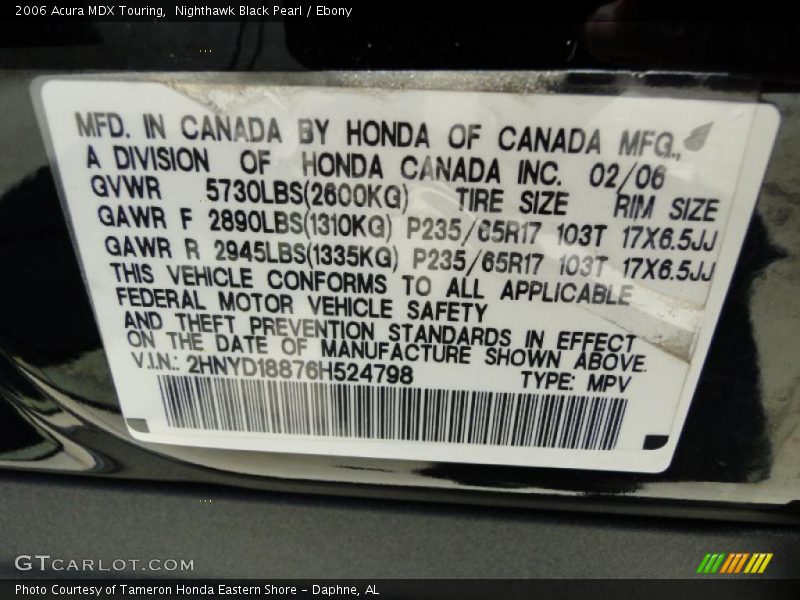 2006 Acura MDX Touring,  Nighthawk Black Pearl / Ebony
MFD. IN CANADA BY HONDA OF CANADA MFG.,
A DIVISION OF HONDA CANADA INC. 02/06
GVWR 5730LBS(2600KG) TIRE SIZE RIM SIZE
GAWR F 2890LBS(1310KG) P235/65R17 103T 17X6.5JJ
GAWR R 2945LBS(1335KG) P235/65R17 103T 17X6.5JJ
THIS VEHICLE CONFORMS TO ALL APPLICABLE
FEDERAL MOTOR VEHICLE SAFETY
AND THEFT PREVENTION STANDARDS IN EFFECT
ON THE DATE OF MANUFACTURE SHOWN ABOVE.
V.I.N.: 2HNYD18876H524798 TYPE: MPV
GTCARLOT.COM
Photo Courtesy of Tameron Honda Eastern Shore – Daphne, AL